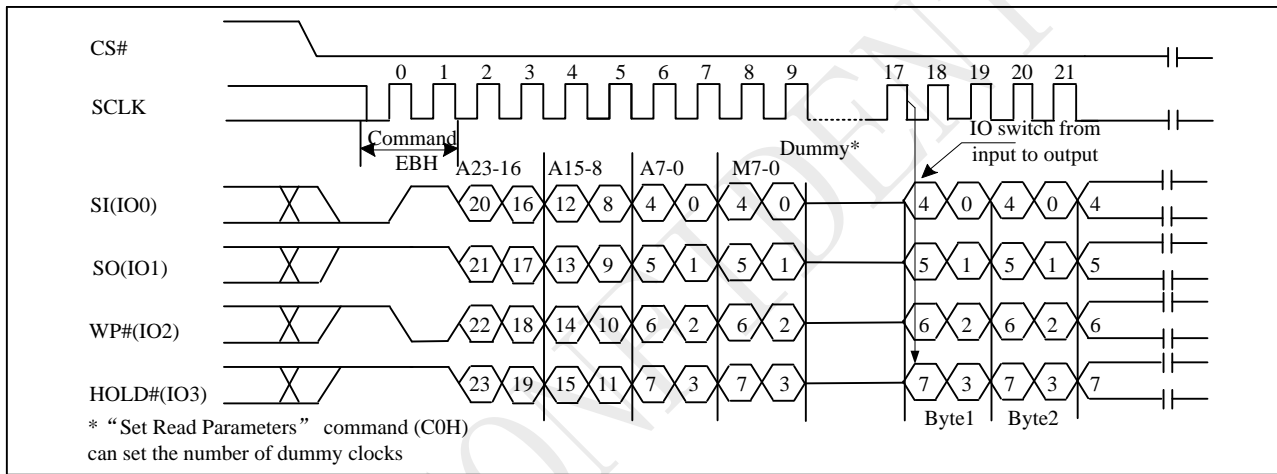 CS#
0 1 2 3 4 5 6 7 8 9 17 18 19 20 21
SCLK
Command
EBH
Dummy*
IO switch from
input to output
A23-16 A15-8 A7-0 M7-0
SI(IO0) 20 16 12 8 4 0 4 0 4 0 4 0 4
SO(IO1) 21 17 13 9 5 1 5 1 5 1 5 1 5
WP#(IO2) 22 18 14 10 6 2 6 2 6 2 6 2 6
HOLD#(IO3) 23 19 15 11 7 3 7 3 7 3 7 3 7
Byte1 Byte2
* “Set Read Parameters” command (C0H)
can set the number of dummy clocks